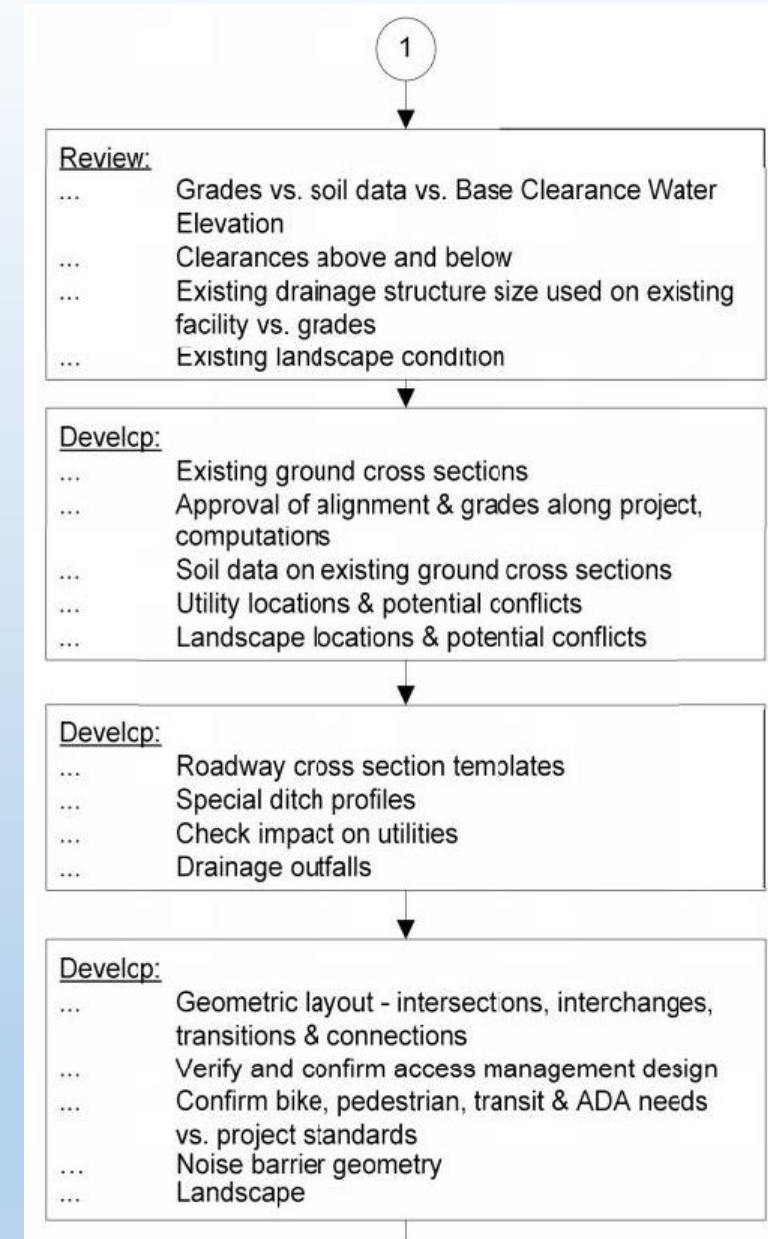 1
Review:
... Grades vs. soil data vs. Base Clearance Water
Elevation
... Clearances above and below
... Existing drainage structure size used on existing
facility vs. grades
... Existing landscape condition
Develop:
... Existing ground cross sections
... Approval of alignment & grades along project,
computations
... Soil data on existing ground cross sections
... Utility locations & potential conflicts
... Landscape locations & potential conflicts
Develop:
... Roadway cross section templates
... Special ditch profiles
... Check impact on utilities
... Drainage outfalls
Develop:
... Geometric layout - intersections, interchanges,
transitions & connections
... Verify and confirm access management design
... Confirm bike, pedestrian, transit & ADA needs
vs. project standards
... Noise barrier geometry
... Landscape